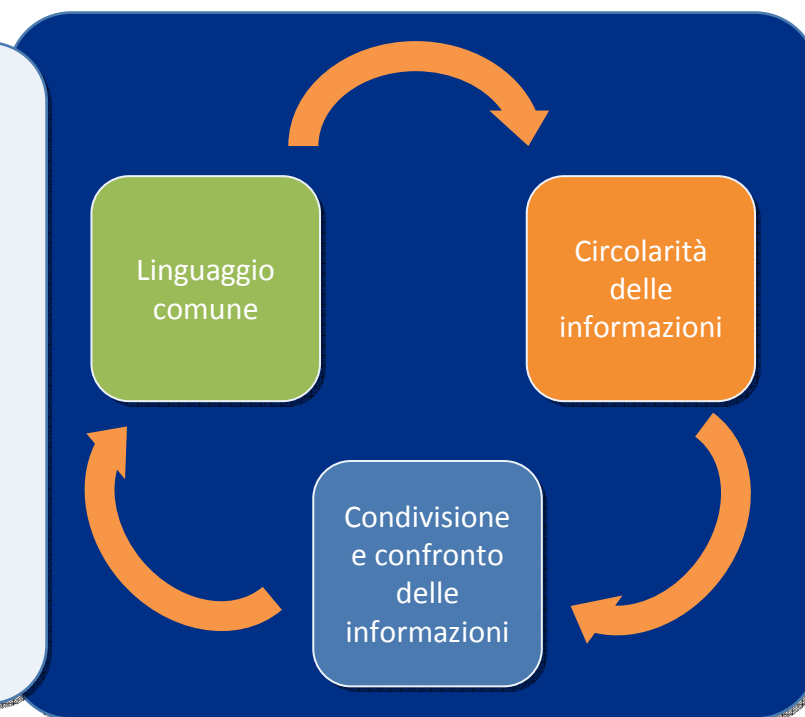 Linguaggio
comune
Circolarità
delle
informazioni
Condivisione
e confronto
delle
informazioni